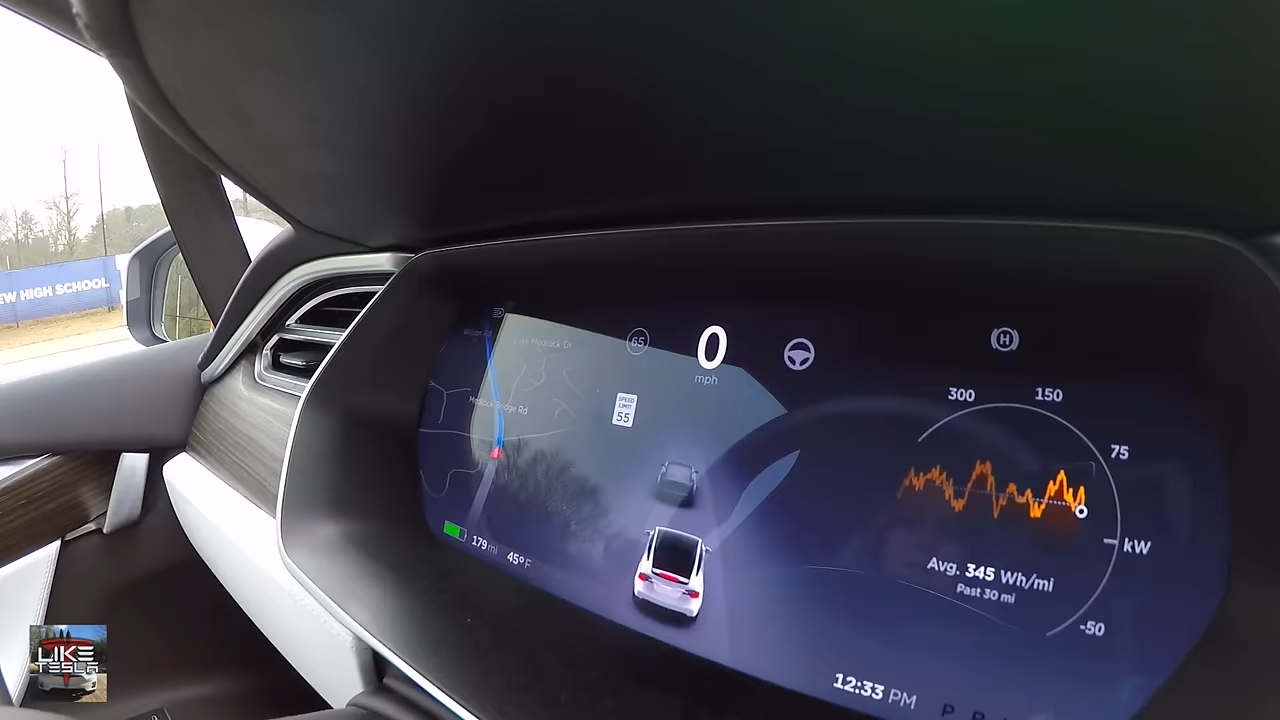 EW HIGH SCHOOL
Medlock Dr
65
0
mph
SPEED
LIMIT
55
Rd
H
300
150
75
kW
-50
Avg. 345 Wh/mi
Past 30 mi
179 mi
45° F
12:33 PM
P R
LIKE
TESLA